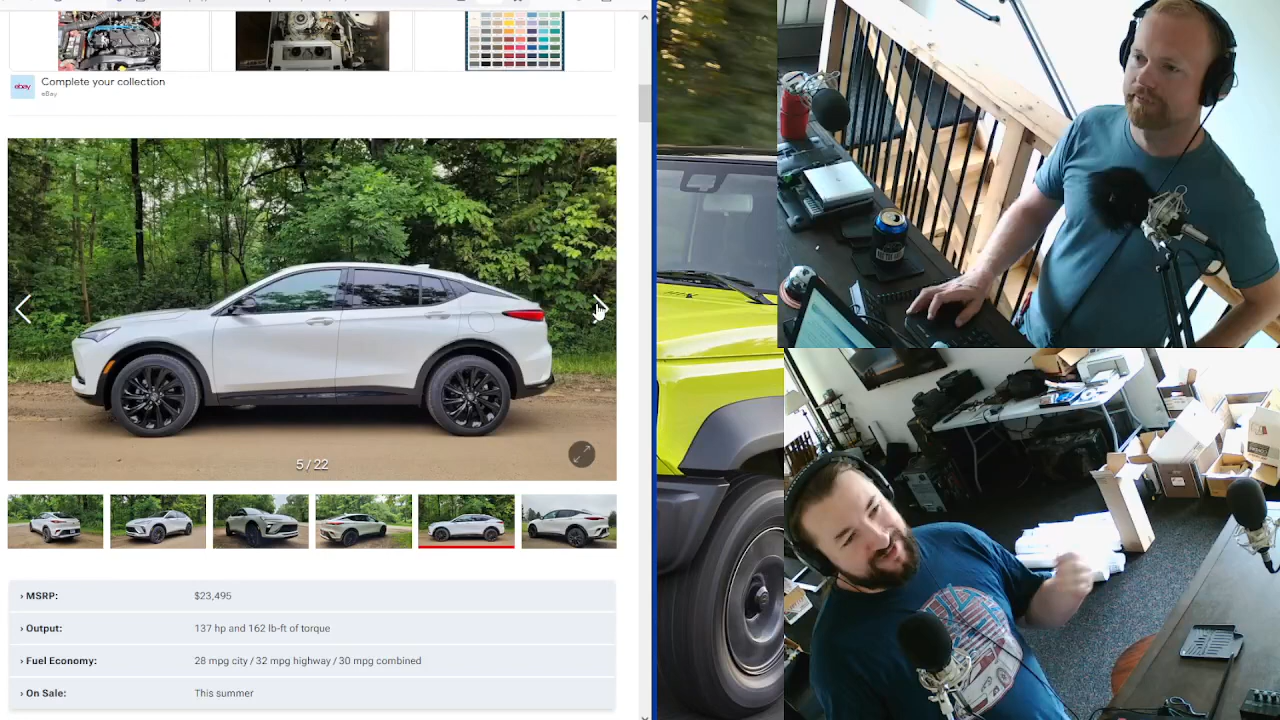 ebay
Complete your collection
eBay
5 / 22
› MSRP: $23,495
› Output: 137 hp and 162 lb-ft of torque
› Fuel Economy: 28 mpg city / 32 mpg highway / 30 mpg combined
› On Sale: This summer